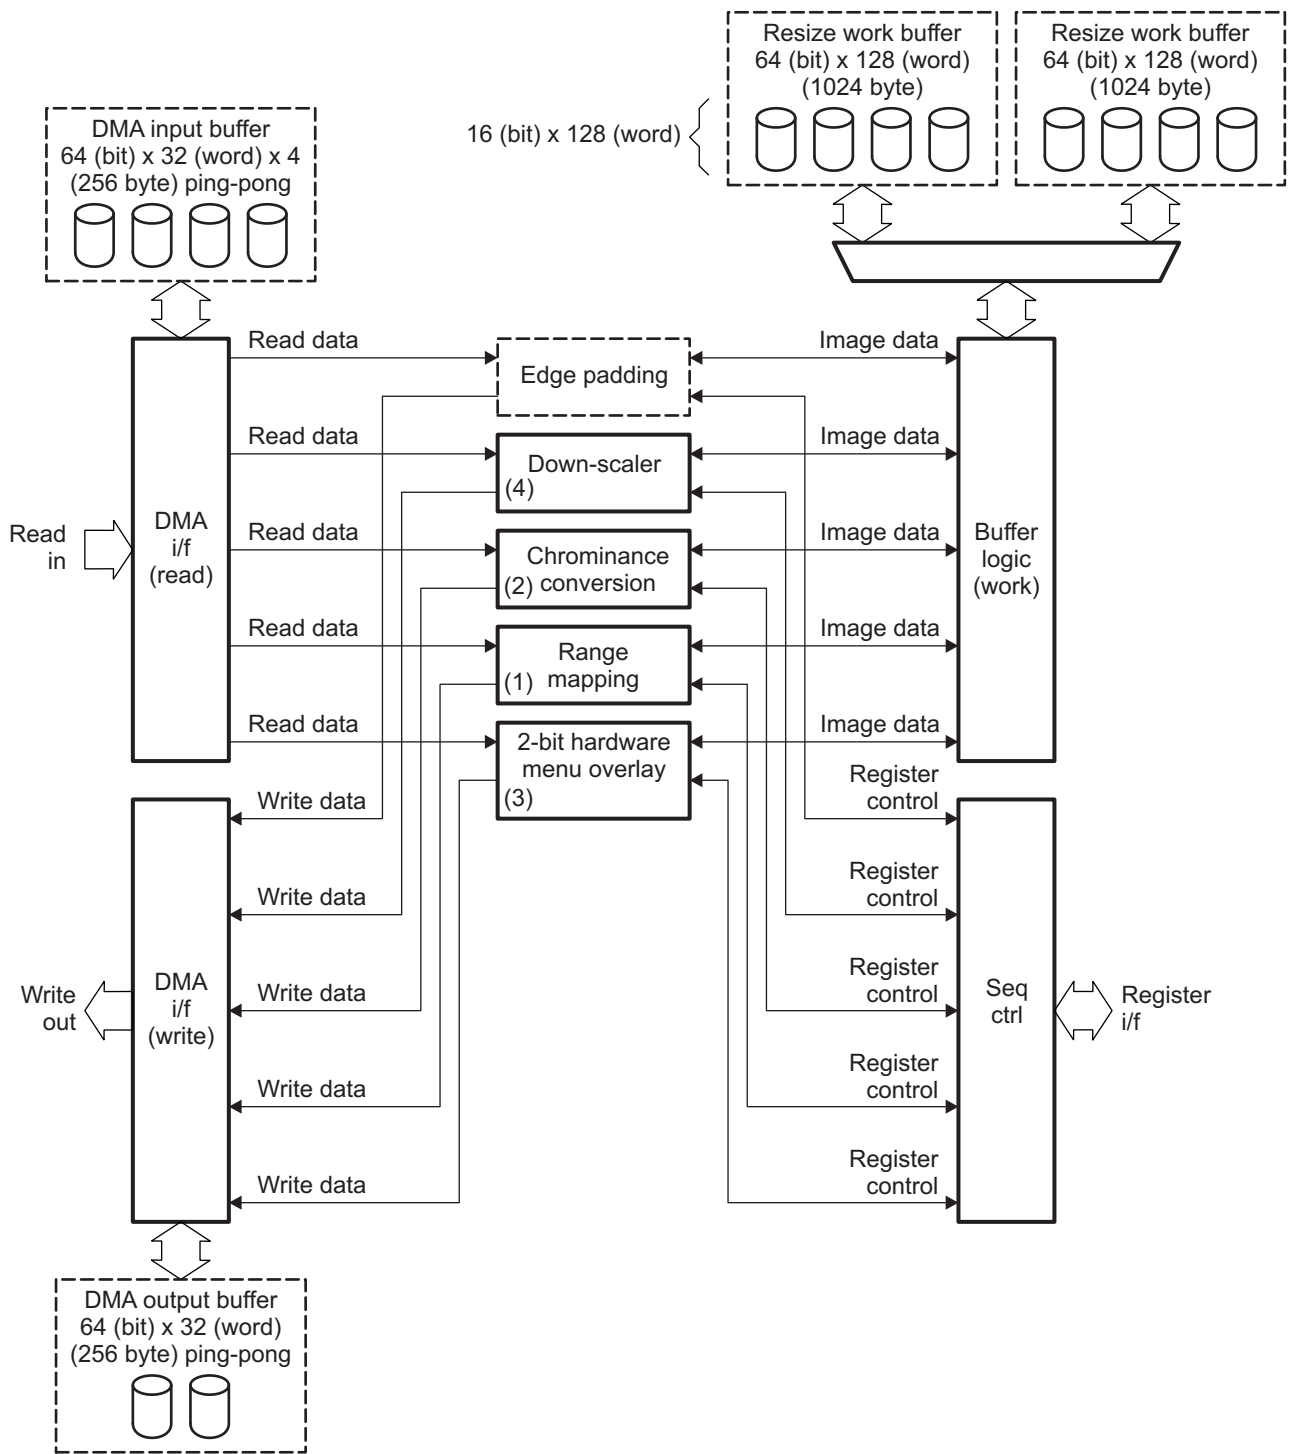 Resize work buffer
64 (bit) x 128 (word)
(1024 byte)
Resize work buffer
64 (bit) x 128 (word)
(1024 byte)
16 (bit) x 128 (word)
DMA input buffer
64 (bit) x 32 (word) x 4
(256 byte) ping-pong
Read data
Edge padding
Image data
Read data
Down-scaler
(4)
Image data
Read
in
DMA
i/f
(read)
Read data
Chrominance
(2) conversion
Image data
Buffer
logic
(work)
Read data
Range
(1) mapping
Image data
Read data
2-bit hardware
menu overlay
(3)
Image data
Write data
Register
control
Write data
Register
control
Write
out
DMA
i/f
(write)
Write data
Register
control
Seq
ctrl
Register
i/f
Write data
Register
control
Write data
Register
control
DMA output buffer
64 (bit) x 32 (word)
(256 byte) ping-pong